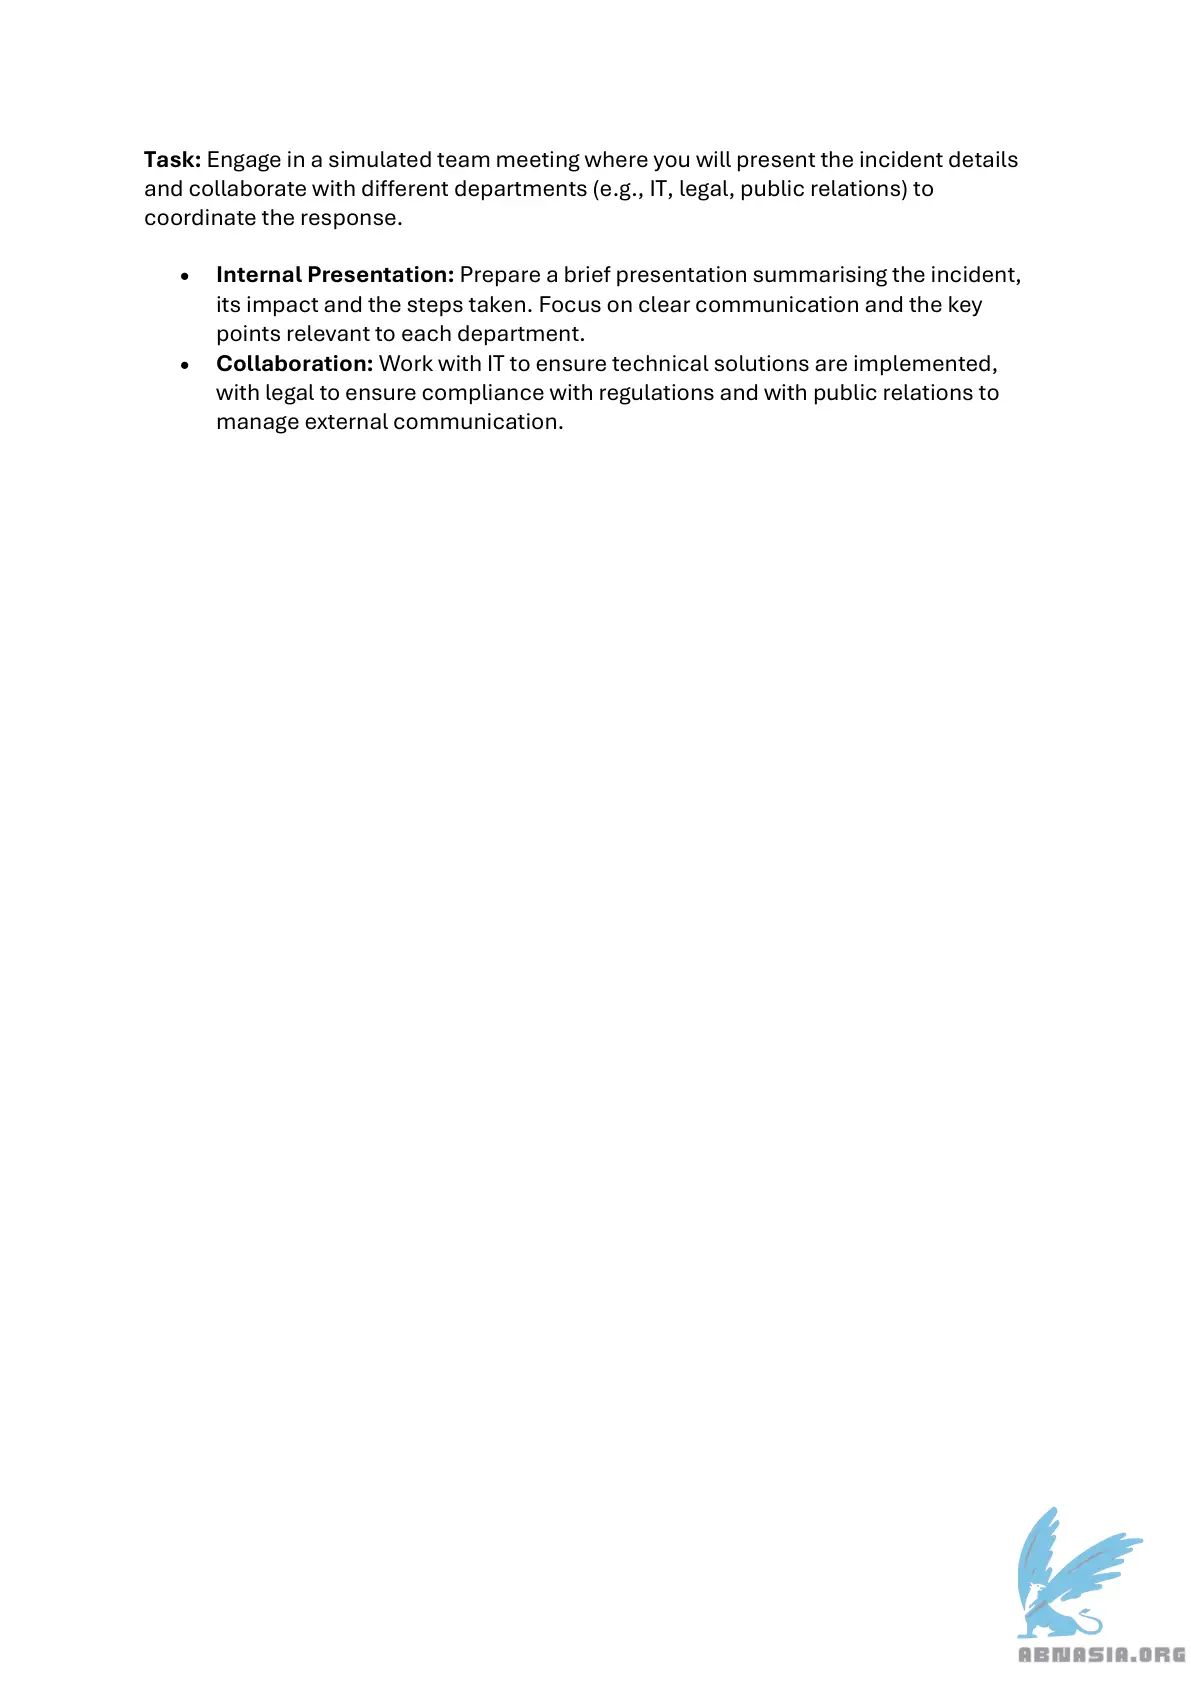 Task: Engage in a simulated team meeting where you will present the incident details
and collaborate with different departments (e.g., IT, legal, public relations) to
coordinate the response.
• Internal Presentation: Prepare a brief presentation summarising the incident,
its impact and the steps taken. Focus on clear communication and the key
points relevant to each department.
• Collaboration: Work with IT to ensure technical solutions are implemented,
with legal to ensure compliance with regulations and with public relations to
manage external communication.
ABNASIA.ORG